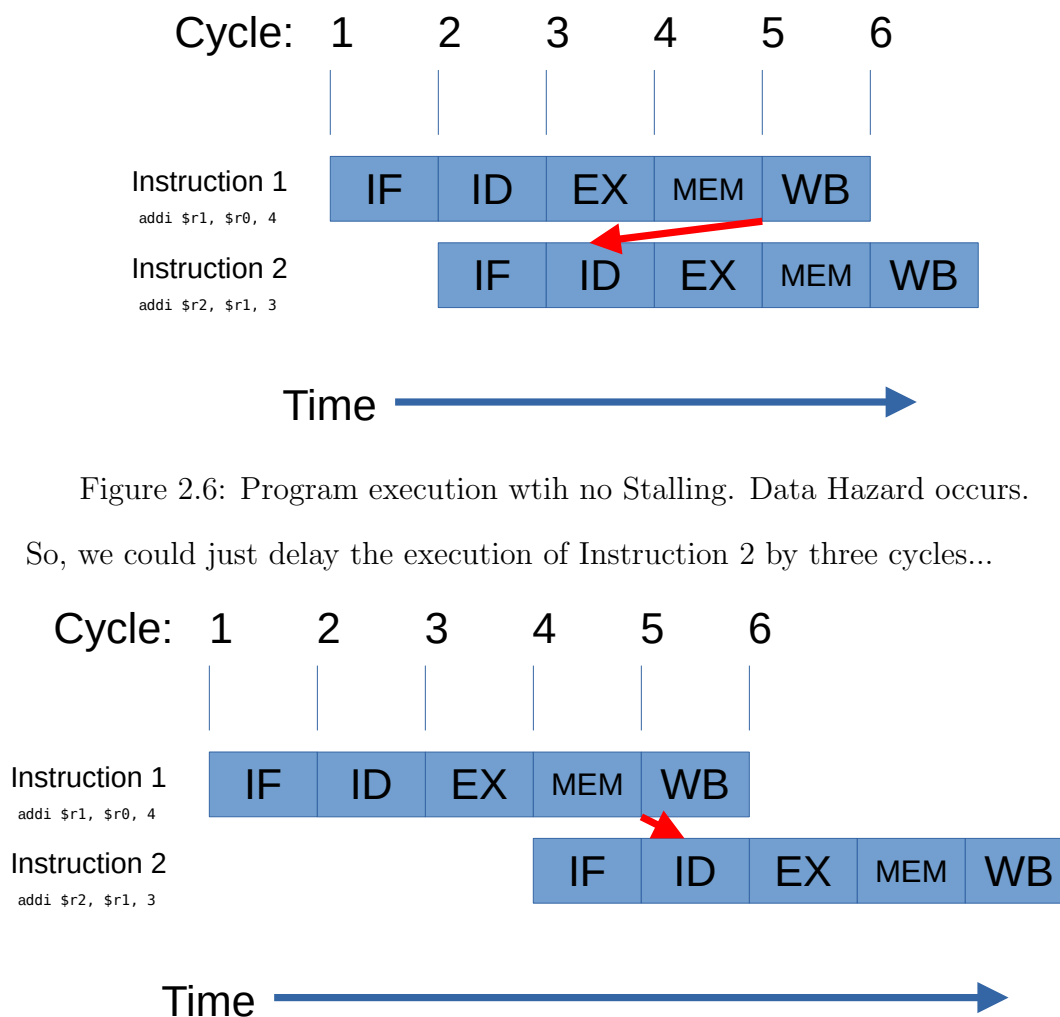 Cycle: 1 2 3 4 5 6
Instruction 1 IF ID EX MEM WB
addi $r1, $r0, 4
Instruction 2 IF ID EX MEM WB
addi $r2, $r1, 3
Time
Figure 2.6: Program execution wtih no Stalling. Data Hazard occurs.
So, we could just delay the execution of Instruction 2 by three cycles...
Cycle: 1 2 3 4 5 6
Instruction 1 IF ID EX MEM WB
addi $r1, $r0, 4
Instruction 2 IF ID EX MEM WB
addi $r2, $r1, 3
Time